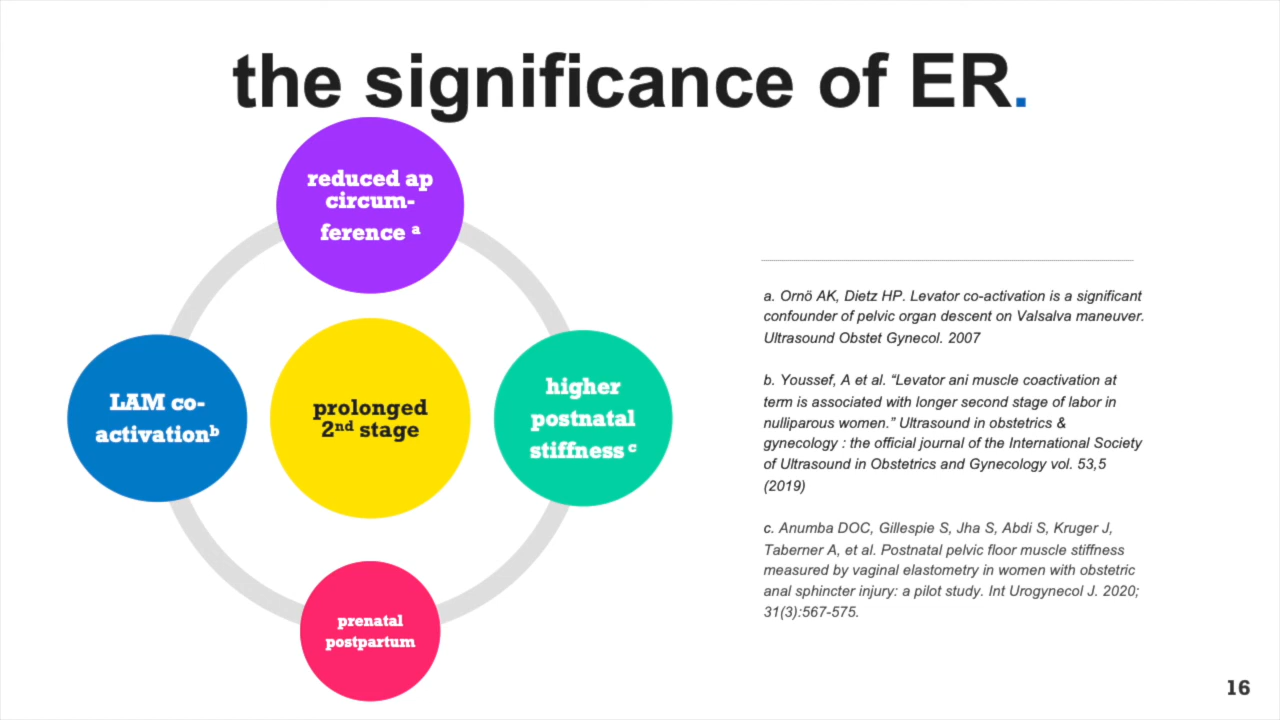 the significance of ER.
reduced ap
circum-
ference a
LAM co-
activationb
prolonged
2nd stage
higher
postnatal
stiffness c
prenatal
postpartum
a. Ornö AK, Dietz HP. Levator co-activation is a significant
confounder of pelvic organ descent on Valsalva maneuver.
Ultrasound Obstet Gynecol. 2007
b. Youssef, A et al. “Levator ani muscle coactivation at
term is associated with longer second stage of labor in
nulliparous women.” Ultrasound in obstetrics &
gynecology : the official journal of the International Society
of Ultrasound in Obstetrics and Gynecology vol. 53,5
(2019)
c. Anumba DOC, Gillespie S, Jha S, Abdi S, Kruger J,
Taberner A, et al. Postnatal pelvic floor muscle stiffness
measured by vaginal elastometry in women with obstetric
anal sphincter injury: a pilot study. Int Urogynecol J. 2020;
31(3):567-575.
16